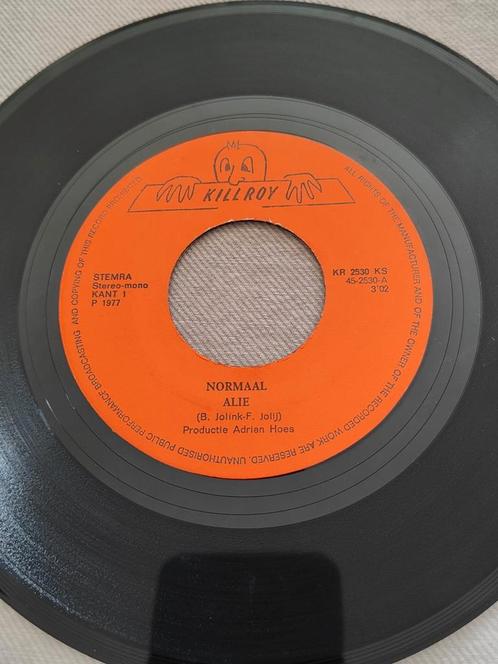 KILLROY
STEMRA
Stereo-mono
KANT 1
P 1977
KR 2530 KS
45-2530-A
3'02
NORMAAL
ALIE
(B. Jolink-F. Jolij)
Productie Adrian Hoes
ALL RIGHTS OF THE MANUFACTURER AND OF THE OWNER OF THE RECORDED WORK ARE RESERVED. UNAUTHORISED PUBLIC PERFORMANCE BROADCASTING AND COPYING OF THIS RECORD PROHIBITED